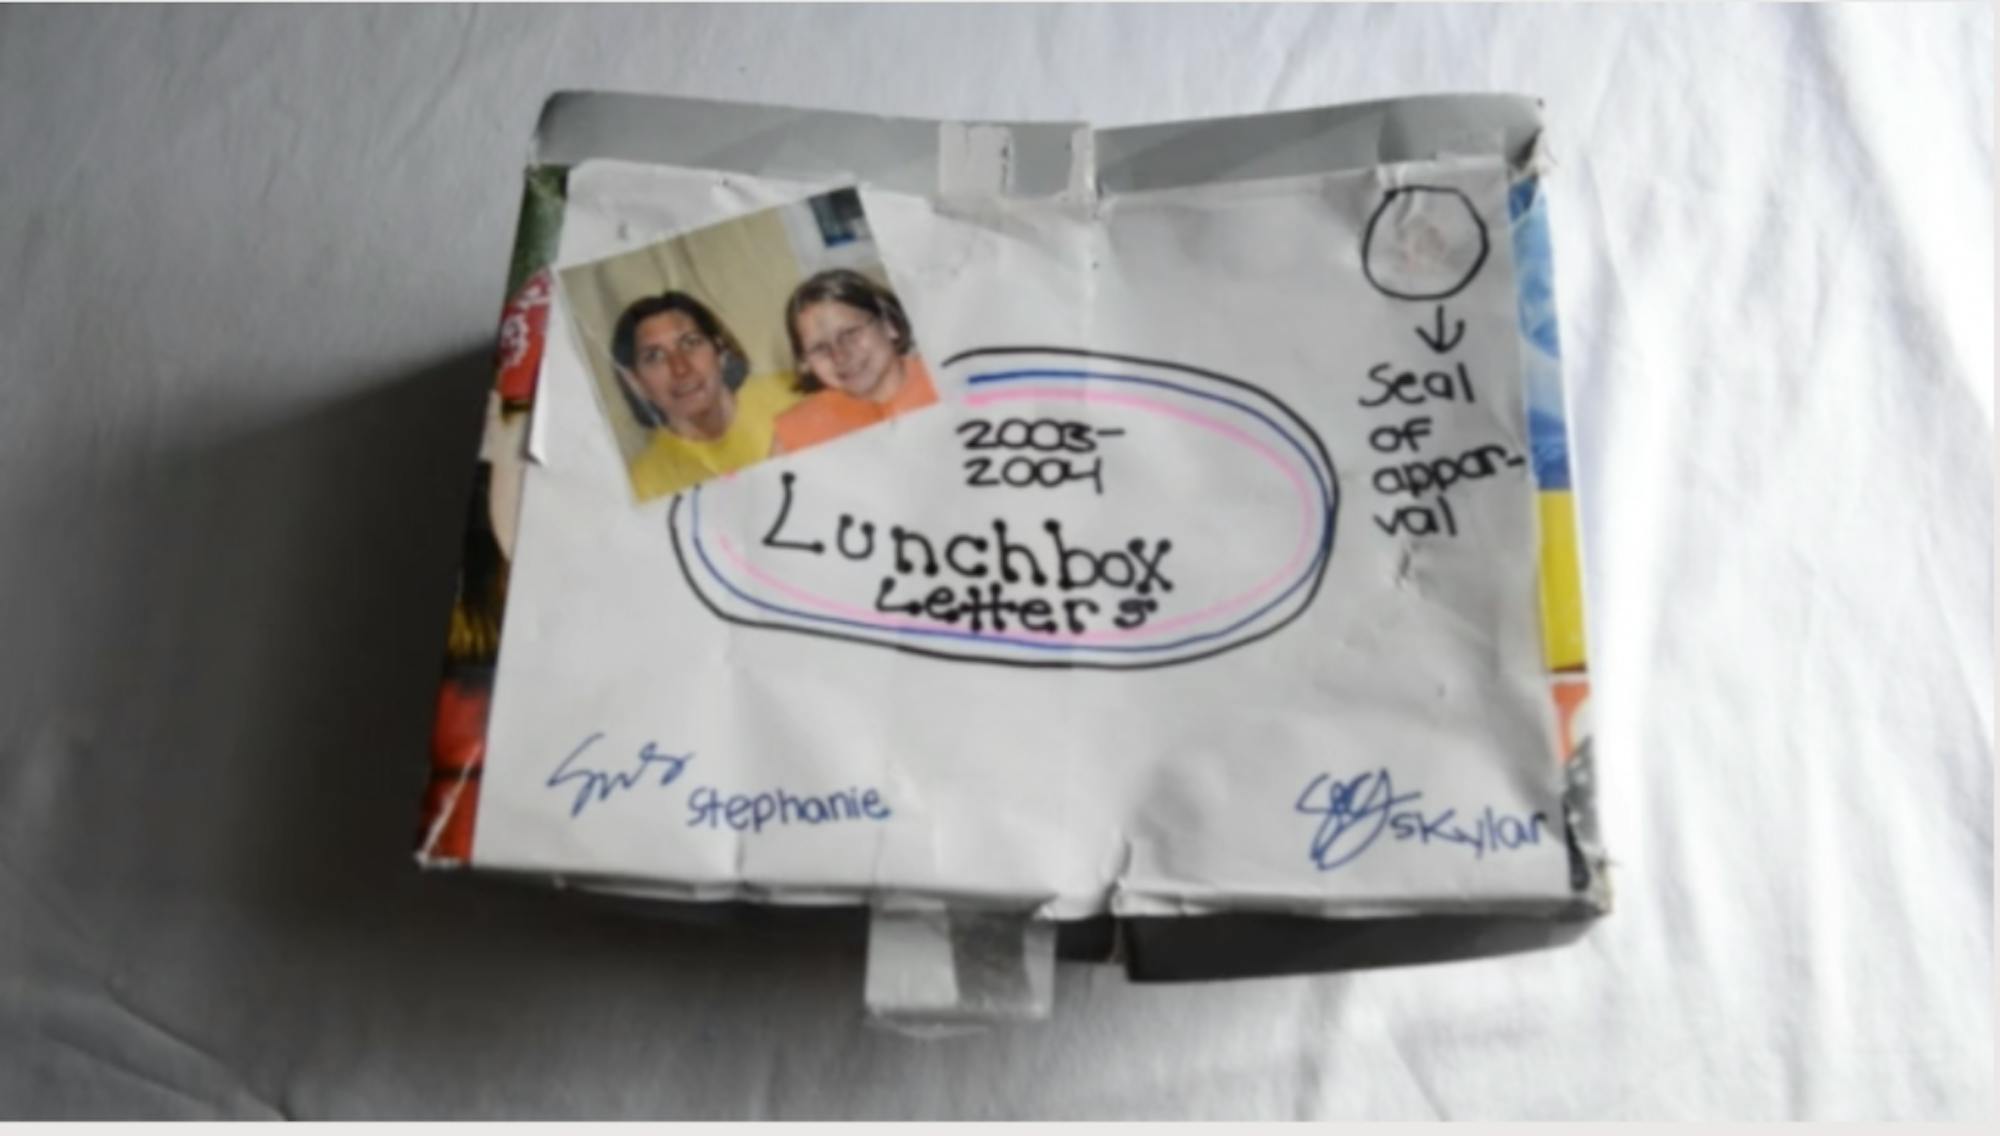 2003-
2004
Lunchbox
Letters
Seal
of
appar-
val
Stephanie
Skylar